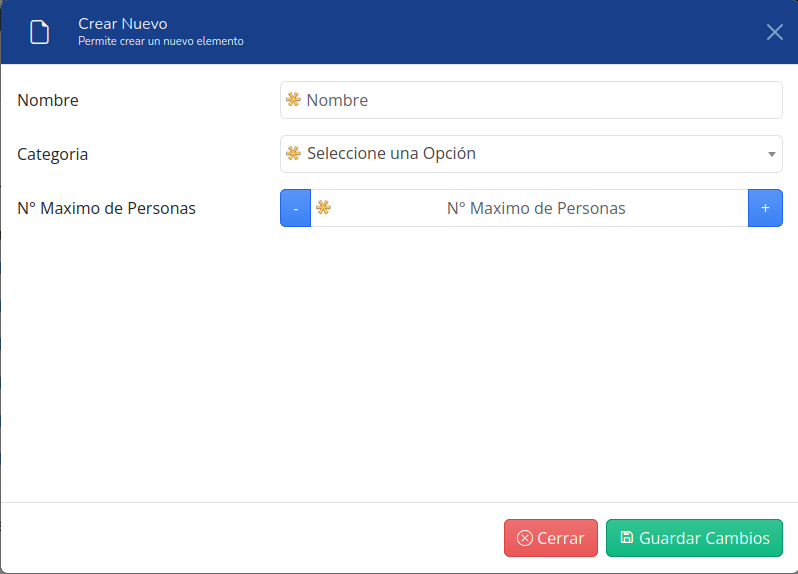 Crear Nuevo
Permite crear un nuevo elemento
Nombre
Nombre
Categoria
Seleccione una Opción
N° Maximo de Personas
- N° Maximo de Personas +
Cerrar
Guardar Cambios